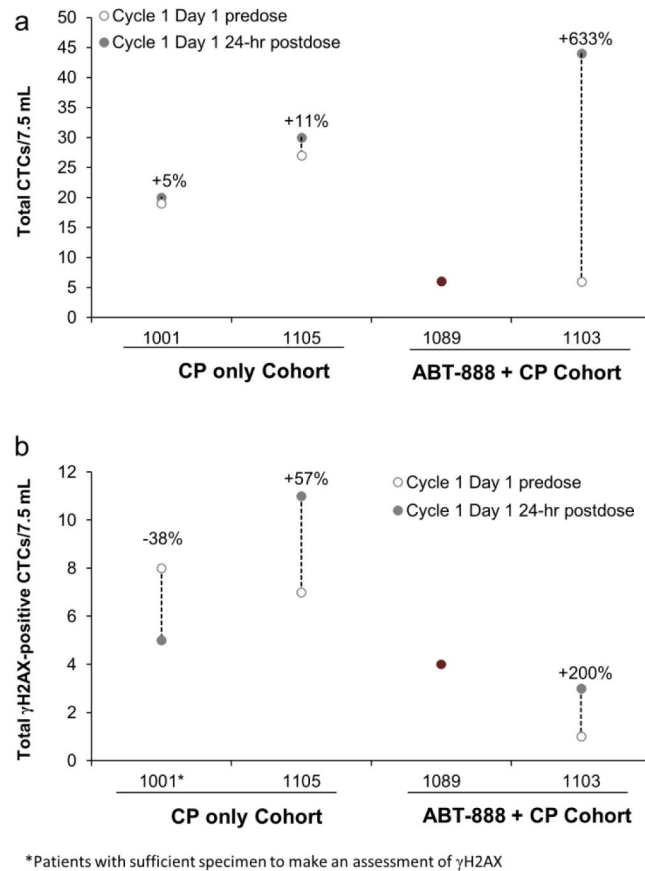 a
Cycle 1 Day 1 predose
Cycle 1 Day 1 24-hr postdose
Total CTCs/7.5 mL
50
45
40
35
30
25
20
15
10
5
0
+5%
+11%
+633%
1001 1105 1089 1103
CP only Cohort ABT-888 + CP Cohort
b
Cycle 1 Day 1 predose
Cycle 1 Day 1 24-hr postdose
Total γH2AX-positive CTCs/7.5 mL
12
10
8
6
4
2
0
-38%
+57%
+200%
1001* 1105 1089 1103
CP only Cohort ABT-888 + CP Cohort
*Patients with sufficient specimen to make an assessment of γH2AX